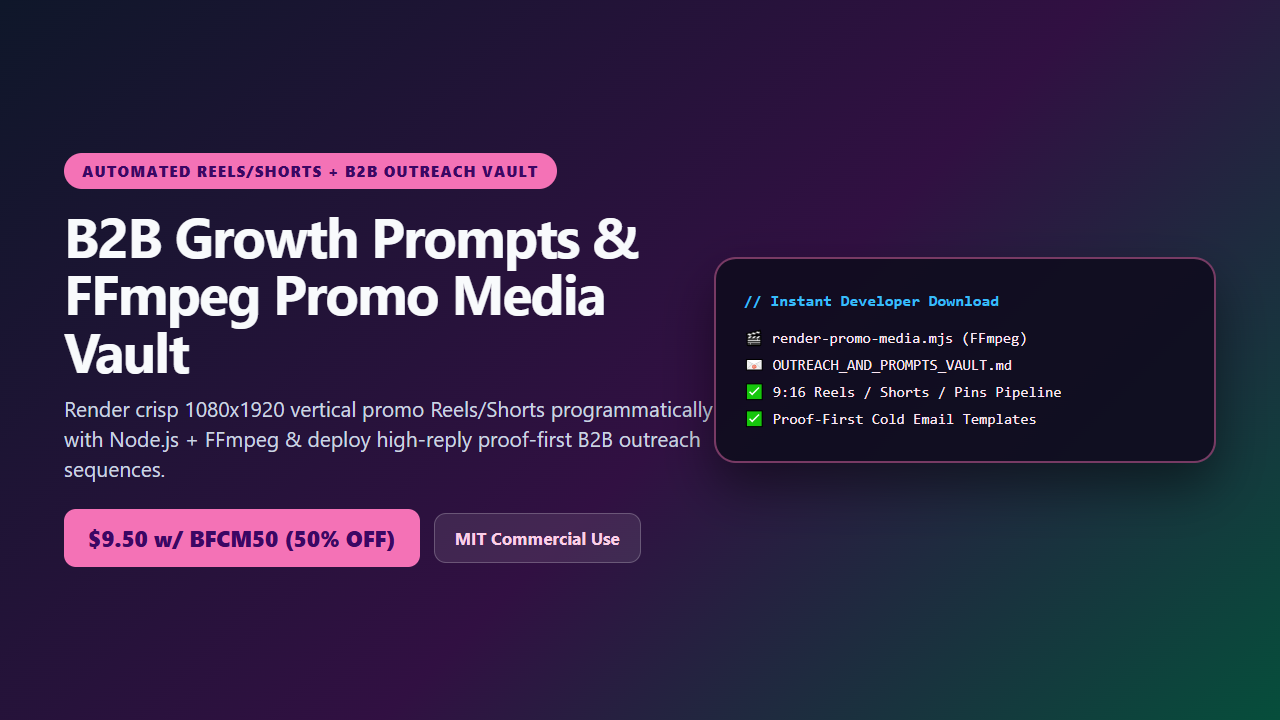 AUTOMATED REELS/SHORTS + B2B OUTREACH VAULT
B2B Growth Prompts &
FFmpeg Promo Media
Vault
Render crisp 1080x1920 vertical promo Reels/Shorts programmatically
with Node.js + FFmpeg & deploy high-reply proof-first B2B outreach
sequences.
$9.50 w/ BFCM50 (50% OFF)
MIT Commercial Use
// Instant Developer Download
🎬 render-promo-media.mjs (FFmpeg)
📧 OUTREACH_AND_PROMPTS_VAULT.md
✅ 9:16 Reels / Shorts / Pins Pipeline
✅ Proof-First Cold Email Templates